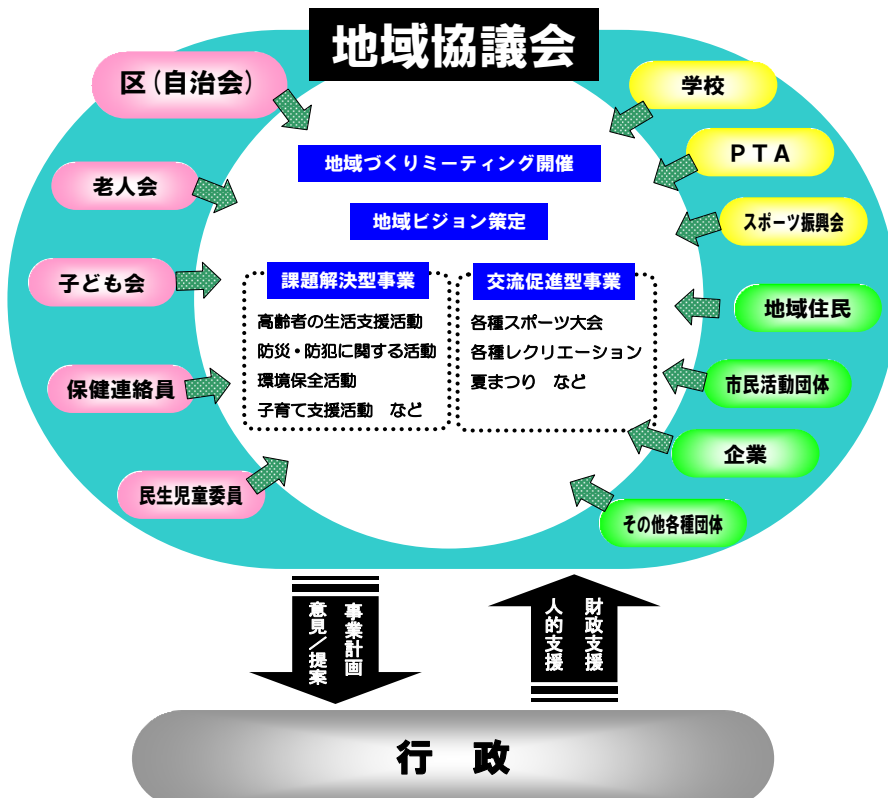 地域協議会
区(自治会)
老人会
子ども会
保健連絡員
民生児童委員
学校
PTA
スポーツ振興会
地域住民
市民活動団体
企業
その他各種団体
地域づくりミーティング開催
地域ビジョン策定
課題解決型事業
高齢者の生活支援活動
防災・防犯に関する活動
環境保全活動
子育て支援活動 など
交流促進型事業
各種スポーツ大会
各種レクリエーション
夏まつり など
事業計画
意見/提案
財政支援
人的支援
行 政